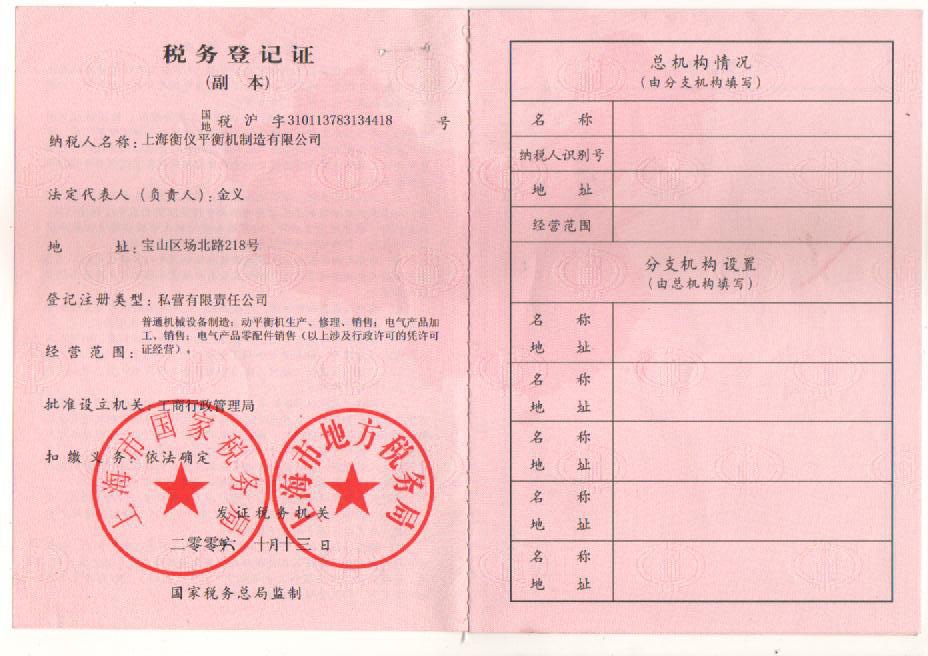 税务登记证
(副 本)
国地税 沪 字310113783134418 号
纳税人名称:上海衡仪平衡机制造有限公司
法定代表人(负责人):金义
地 址:宝山区场北路218号
登记注册类型:私营有限责任公司
普通机械设备制造;动平衡机生产、修理、销售;电气产品加
工、销售;电气产品零配件销售(以上涉及行政许可的凭许可
经营范围:证经营)。
批准设立机关:工商行政管理局
扣缴义务:依法确定
上海市国家税务局
上海市地方税务局
发证税务机关
二零零六 十月十三日
国家税务总局监制
总机构情况
(由分支机构填写)
名 称
纳税人识别号
地 址
经营范围
分支机构设置
(由总机构填写)
名 称
地 址
名 称
地 址
名 称
地 址
名 称
地 址
名 称
地 址